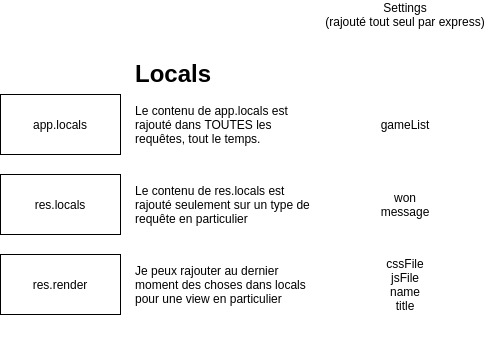 Settings
(rajouté tout seul par express)
Locals
app.locals
Le contenu de app.locals est
rajouté dans TOUTES les
requêtes, tout le temps.
gameList
res.locals
Le contenu de res.locals est
rajouté seulement sur un type de
requête en particulier
won
message
res.render
Je peux rajouter au dernier
moment des choses dans locals
pour une view en particulier
cssFile
jsFile
name
title